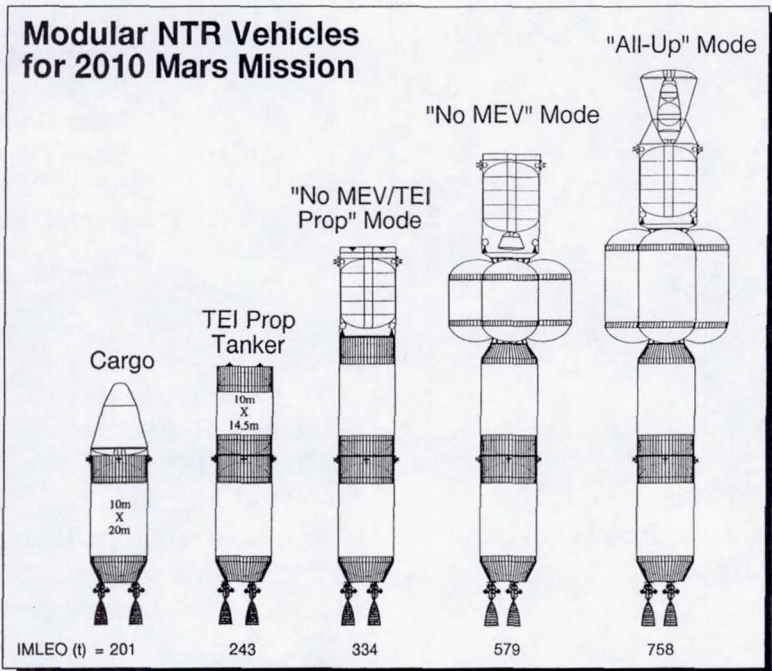 Modular NTR Vehicles
for 2010 Mars Mission
"All-Up" Mode
"No MEV" Mode
"No MEV/TEI
Prop" Mode
TEI Prop
Tanker
Cargo
10m
X
14.5m
10m
X
20m
IMLEO (t) = 201 243 334 579 758